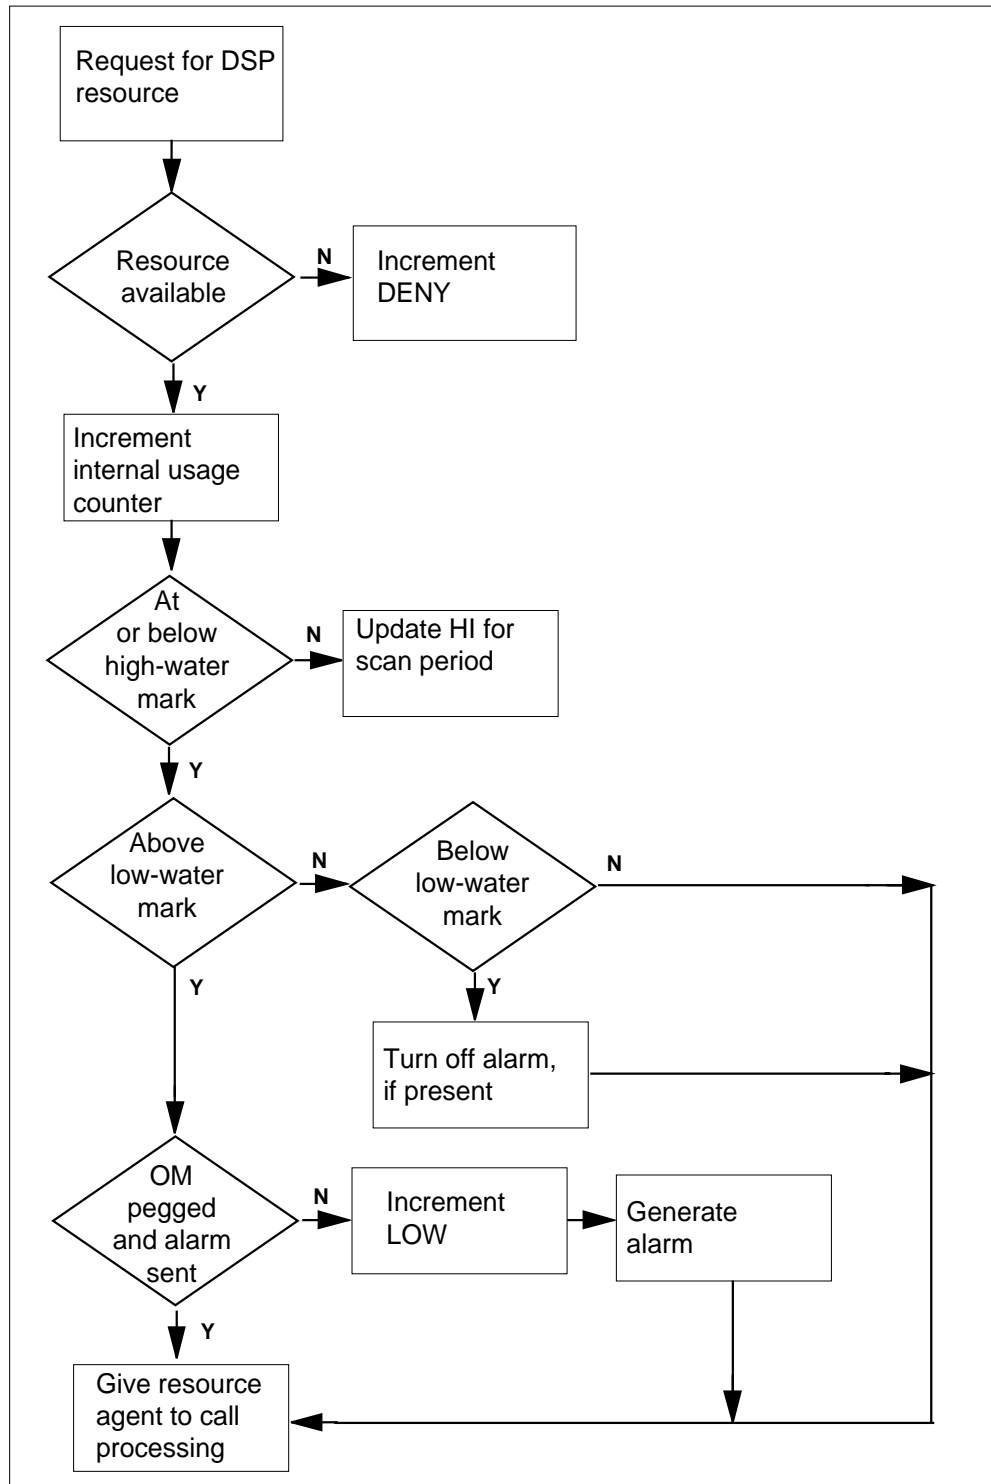 Request for DSP
resource
Resource
available
N
Increment
DENY
Y
Increment
internal usage
counter
At
or below
high-water
mark
N
Update HI for
scan period
Y
Above
low-water
mark
N
Below
low-water
mark
N
Y
Y
Turn off alarm,
if present
OM
pegged
and alarm
sent
N
Increment
LOW
Generate
alarm
Y
Give resource
agent to call
processing